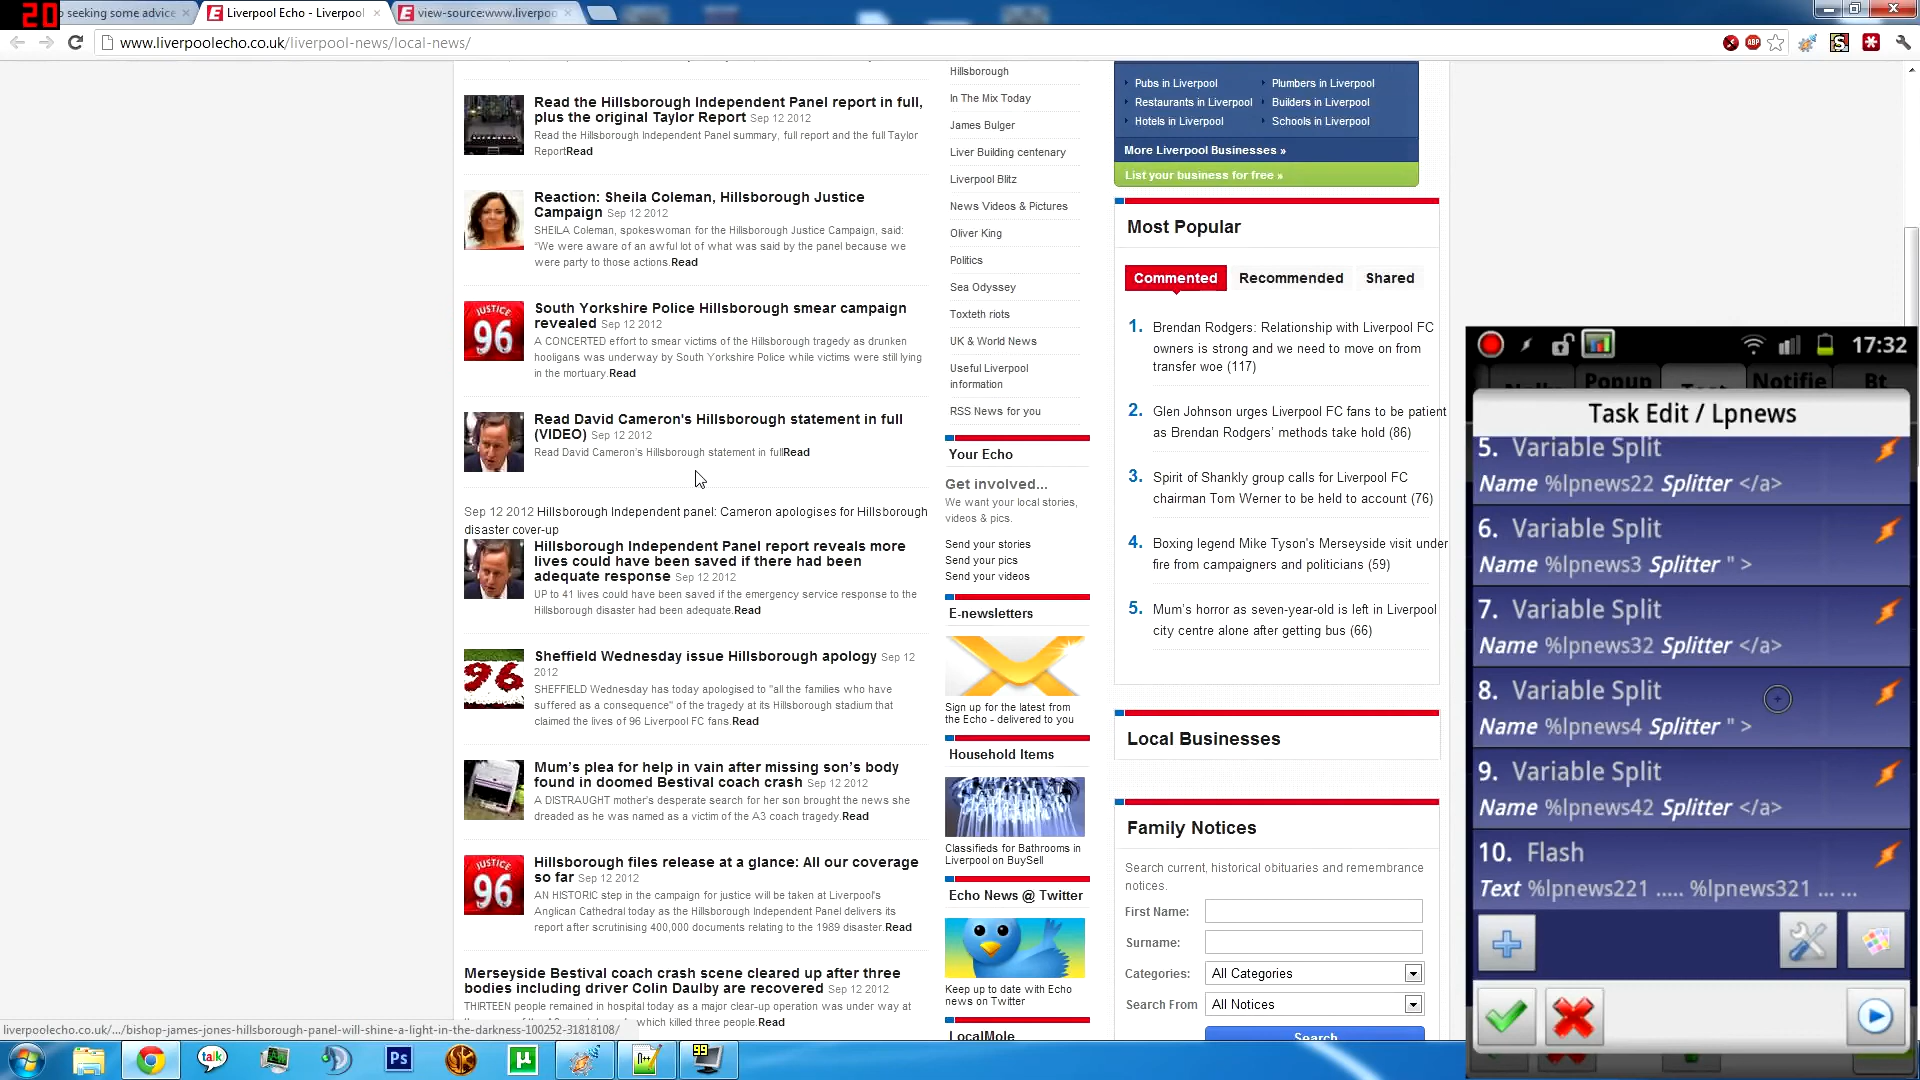 20
seeking some advice
Liverpool Echo - Liverpool
view-source:www.liverpoo
www.liverpoolecho.co.uk/liverpool-news/local-news/
ABP
Read the Hillsborough Independent Panel report in full,
plus the original Taylor Report Sep 12 2012
Read the Hillsborough Independent Panel summary, full report and the full Taylor
ReportRead
Reaction: Sheila Coleman, Hillsborough Justice
Campaign Sep 12 2012
SHEILA Coleman, spokeswoman for the Hillsborough Justice Campaign, said:
“We were aware of an awful lot of what was said by the panel because we
were party to those actions.Read
JUSTICE
96
South Yorkshire Police Hillsborough smear campaign
revealed Sep 12 2012
A CONCERTED effort to smear victims of the Hillsborough tragedy as drunken
hooligans was underway by South Yorkshire Police while victims were still lying
in the mortuary.Read
Read David Cameron's Hillsborough statement in full
(VIDEO) Sep 12 2012
Read David Cameron's Hillsborough statement in fullRead
Sep 12 2012 Hillsborough Independent panel: Cameron apologises for Hillsborough
disaster cover-up
Hillsborough Independent Panel report reveals more
lives could have been saved if there had been
adequate response Sep 12 2012
UP to 41 lives could have been saved if the emergency service response to the
Hillsborough disaster had been adequate.Read
96
Sheffield Wednesday issue Hillsborough apology Sep 12
2012
SHEFFIELD Wednesday has today apologised to "all the families who have
suffered as a consequence" of the tragedy at its Hillsborough stadium that
claimed the lives of 96 Liverpool FC fans.Read
Mum's plea for help in vain after missing son's body
found in doomed Bestival coach crash Sep 12 2012
A DISTRAUGHT mother's desperate search for her son brought the news she
dreaded as he was named as a victim of the A3 coach tragedy.Read
JUSTICE
96
Hillsborough files release at a glance: All our coverage
so far Sep 12 2012
AN HISTORIC step in the campaign for justice will be taken at Liverpool's
Anglican Cathedral today as the Hillsborough Independent Panel delivers its
report after scrutinising 400,000 documents relating to the 1989 disaster.Read
Merseyside Bestival coach crash scene cleared up after three
bodies including driver Colin Daulby are recovered Sep 12 2012
THIRTEEN people remained in hospital today as a major clear-up operation was under way at
which killed three people.Read
liverpoolecho.co.uk/.../bishop-james-jones-hillsborough-panel-will-shine-a-light-in-the-darkness-100252-31818108/
Hillsborough
In The Mix Today
James Bulger
Liver Building centenary
Liverpool Blitz
News Videos & Pictures
Oliver King
Politics
Sea Odyssey
Toxteth riots
UK & World News
Useful Liverpool
information
RSS News for you
Your Echo
Get involved...
We want your local stories,
videos & pics.
Send your stories
Send your pics
Send your videos
E-newsletters
Sign up for the latest from
the Echo - delivered to you
Household Items
Classifieds for Bathrooms in
Liverpool on BuySell
Echo News @ Twitter
Keep up to date with Echo
news on Twitter
LocalMole
Pubs in Liverpool
Plumbers in Liverpool
Restaurants in Liverpool
Builders in Liverpool
Hotels in Liverpool
Schools in Liverpool
More Liverpool Businesses »
List your business for free »
Most Popular
Commented Recommended Shared
1. Brendan Rodgers: Relationship with Liverpool FC
owners is strong and we need to move on from
transfer woe (117)
2. Glen Johnson urges Liverpool FC fans to be patient
as Brendan Rodgers' methods take hold (86)
3. Spirit of Shankly group calls for Liverpool FC
chairman Tom Werner to be held to account (76)
4. Boxing legend Mike Tyson's Merseyside visit under
fire from campaigners and politicians (59)
5. Mum's horror as seven-year-old is left in Liverpool
city centre alone after getting bus (66)
Local Businesses
Family Notices
Search current, historical obituaries and remembrance
notices.
First Name:
Surname:
Categories: All Categories
Search From All Notices
Search
17:32
Popup
Notifie
Bt
Task Edit / Lpnews
5. Variable Split
Name %lpnews22 Splitter </a>
6. Variable Split
Name %lpnews3 Splitter " >
7. Variable Split
Name %lpnews32 Splitter </a>
8. Variable Split
Name %lpnews4 Splitter " >
9. Variable Split
Name %lpnews42 Splitter </a>
10. Flash
Text %lpnews221 ..... %lpnews321 ... ...
talk
Ps
N++
99